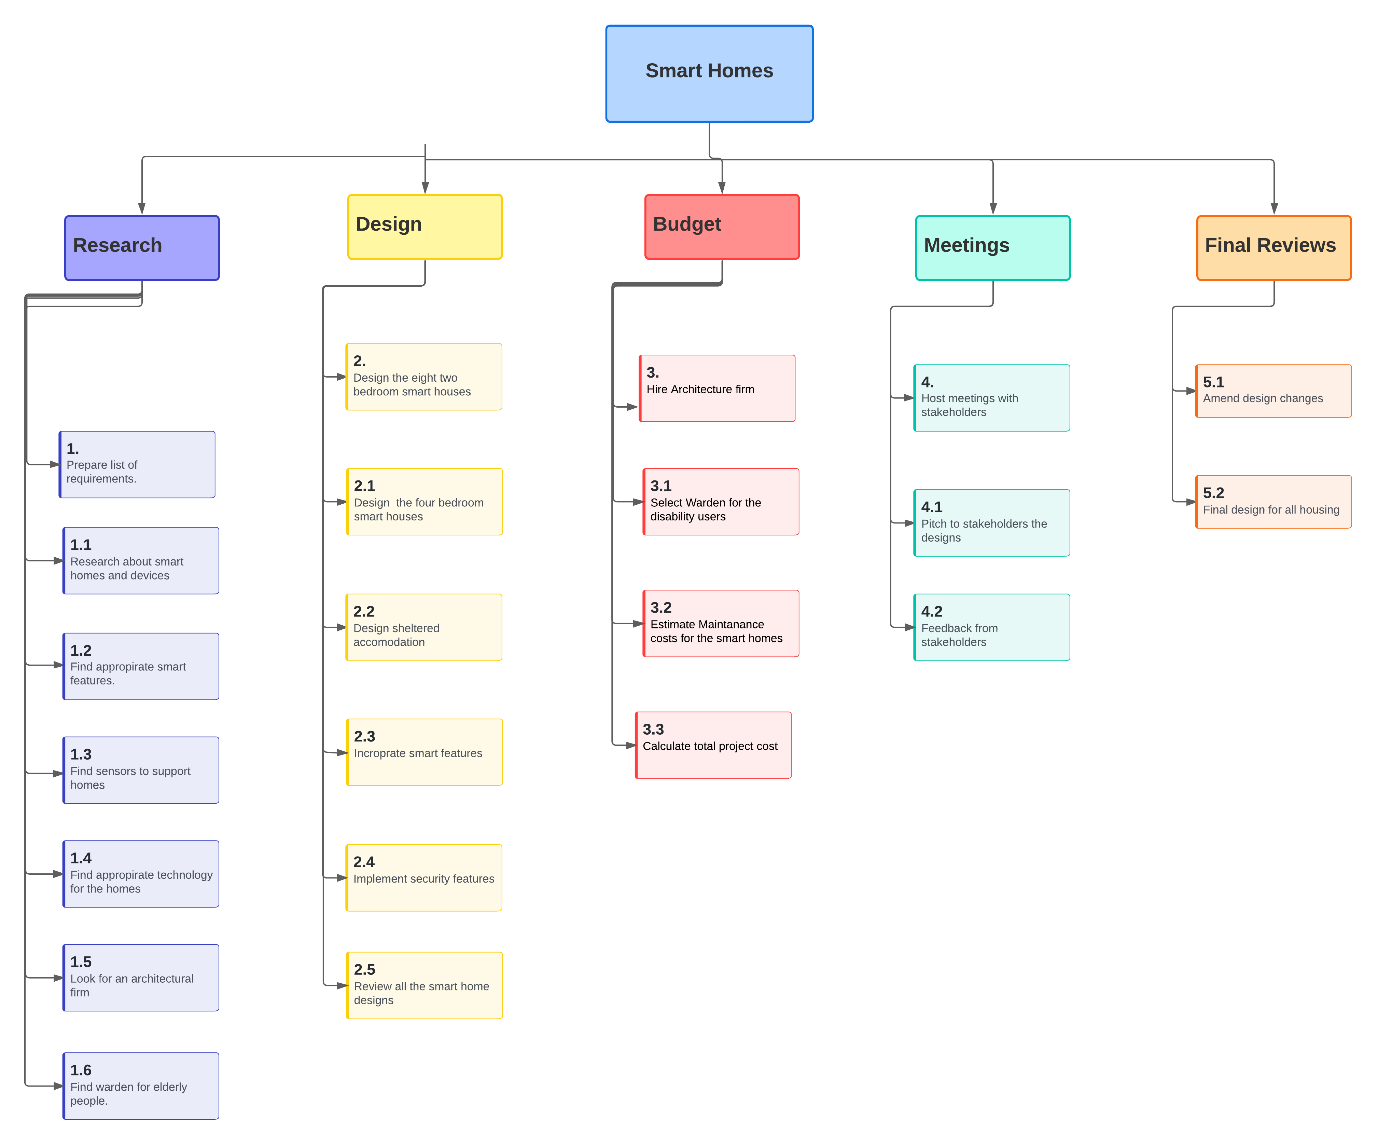 Smart Homes
Research
Design
Budget
Meetings
Final Reviews
1.
Prepare list of
requirements.
1.1
Research about smart
homes and devices
1.2
Find appropirate smart
features.
1.3
Find sensors to support
homes
1.4
Find appropirate technology
for the homes
1.5
Look for an architectural
firm
1.6
Find warden for elderly
people.
2.
Design the eight two
bedroom smart houses
2.1
Design  the four bedroom
smart houses
2.2
Design sheltered
accomodation
2.3
Incroprate smart features
2.4
Implement security features
2.5
Review all the smart home
designs
3.
Hire Architecture firm
3.1
Select Warden for the
disability users
3.2
Estimate Maintanance
costs for the smart homes
3.3
Calculate total project cost
4.
Host meetings with
stakeholders
4.1
Pitch to stakeholders the
designs
4.2
Feedback from
stakeholders
5.1
Amend design changes
5.2
Final design for all housing